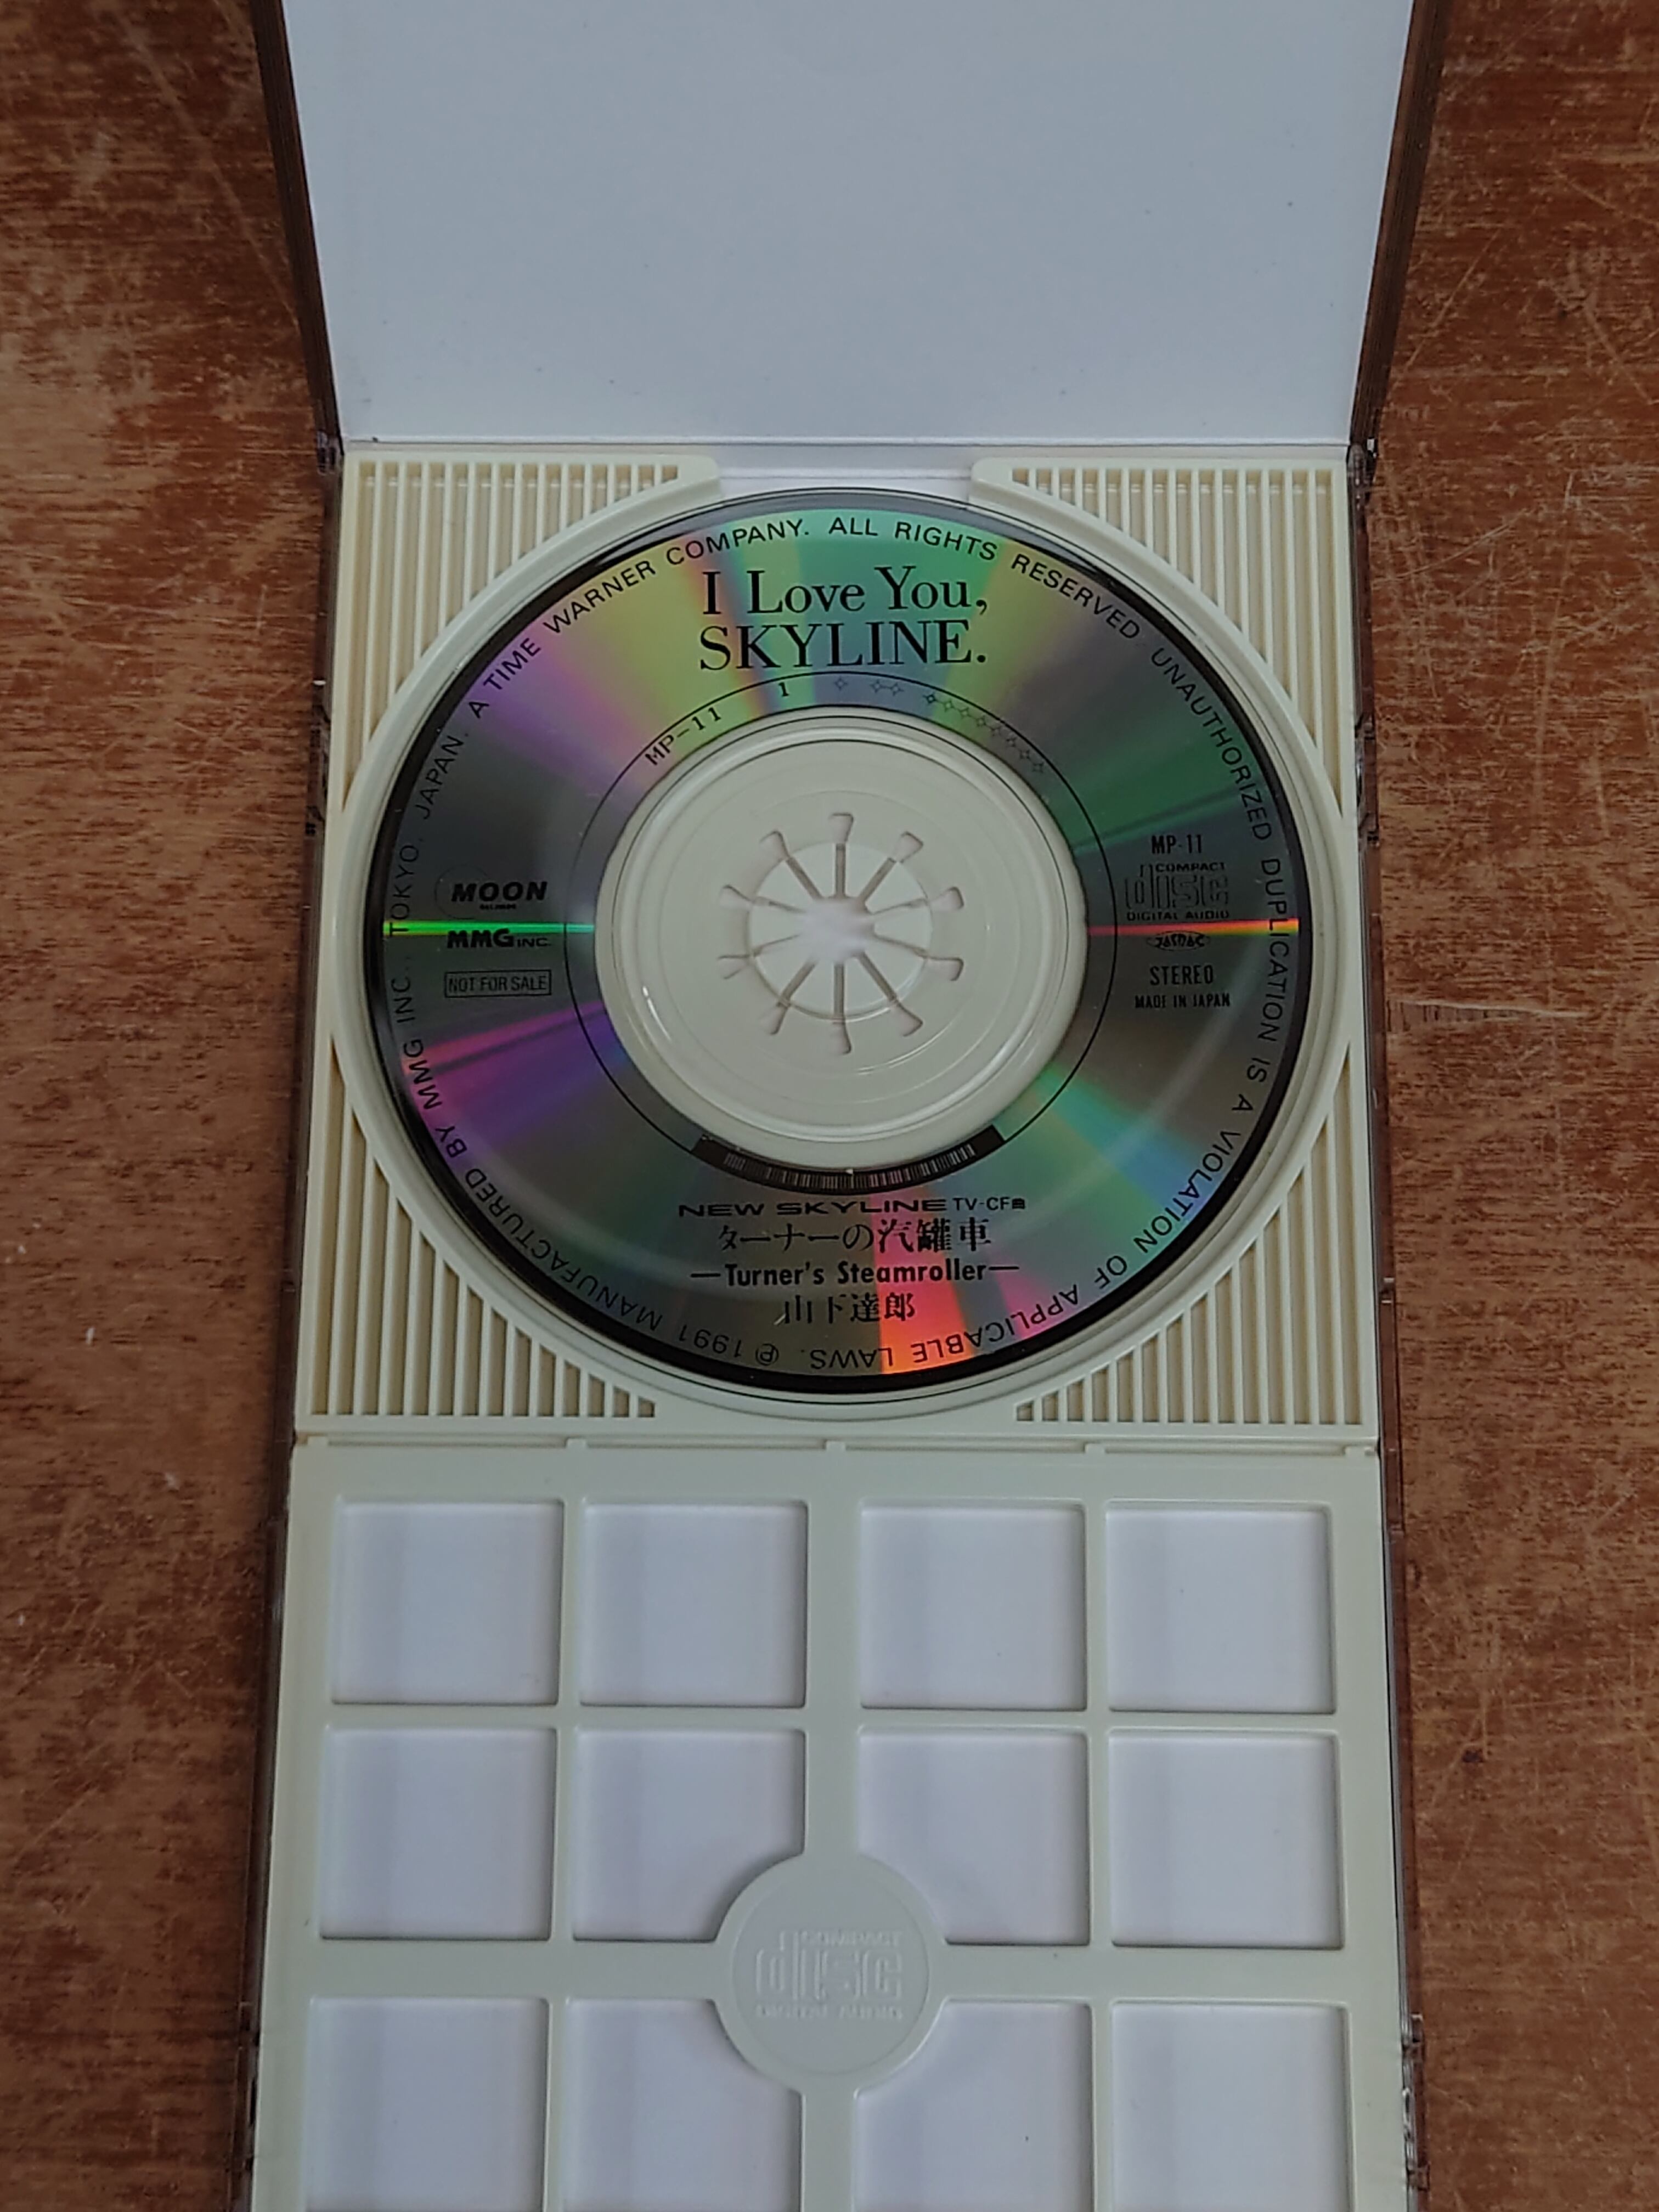 I Love You,
SKYLINE.
MP-11 1
MOON
RECORDS
MMG INC.
NOT FOR SALE
MP-11
COMPACT
disc
DIGITAL AUDIO
JASRAC
STEREO
MADE IN JAPAN
NEW SKYLINE TV-CF曲
ターナーの汽罐車
—Turner's Steamroller—
山下達郎
℗ 1991 MANUFACTURED BY MMG INC., TOKYO, JAPAN. A TIME WARNER COMPANY. ALL RIGHTS RESERVED UNAUTHORIZED DUPLICATION IS A VIOLATION OF APPLICABLE LAWS.
COMPACT
disc
DIGITAL AUDIO